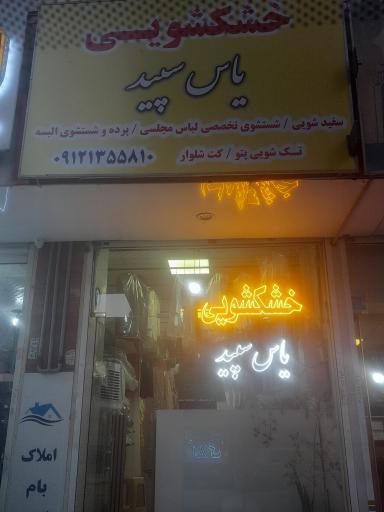 خشکشویی
یاس سپید
سفید شویی / شستشوی تخصصی لباس مجلسی / پرده و شستشوی البسه
تسک شویی پتو / کت شلوار ۰۹۱۲۱۳۵۵۸۱۰
خشکشویی
یاس سپید
املاک
بام